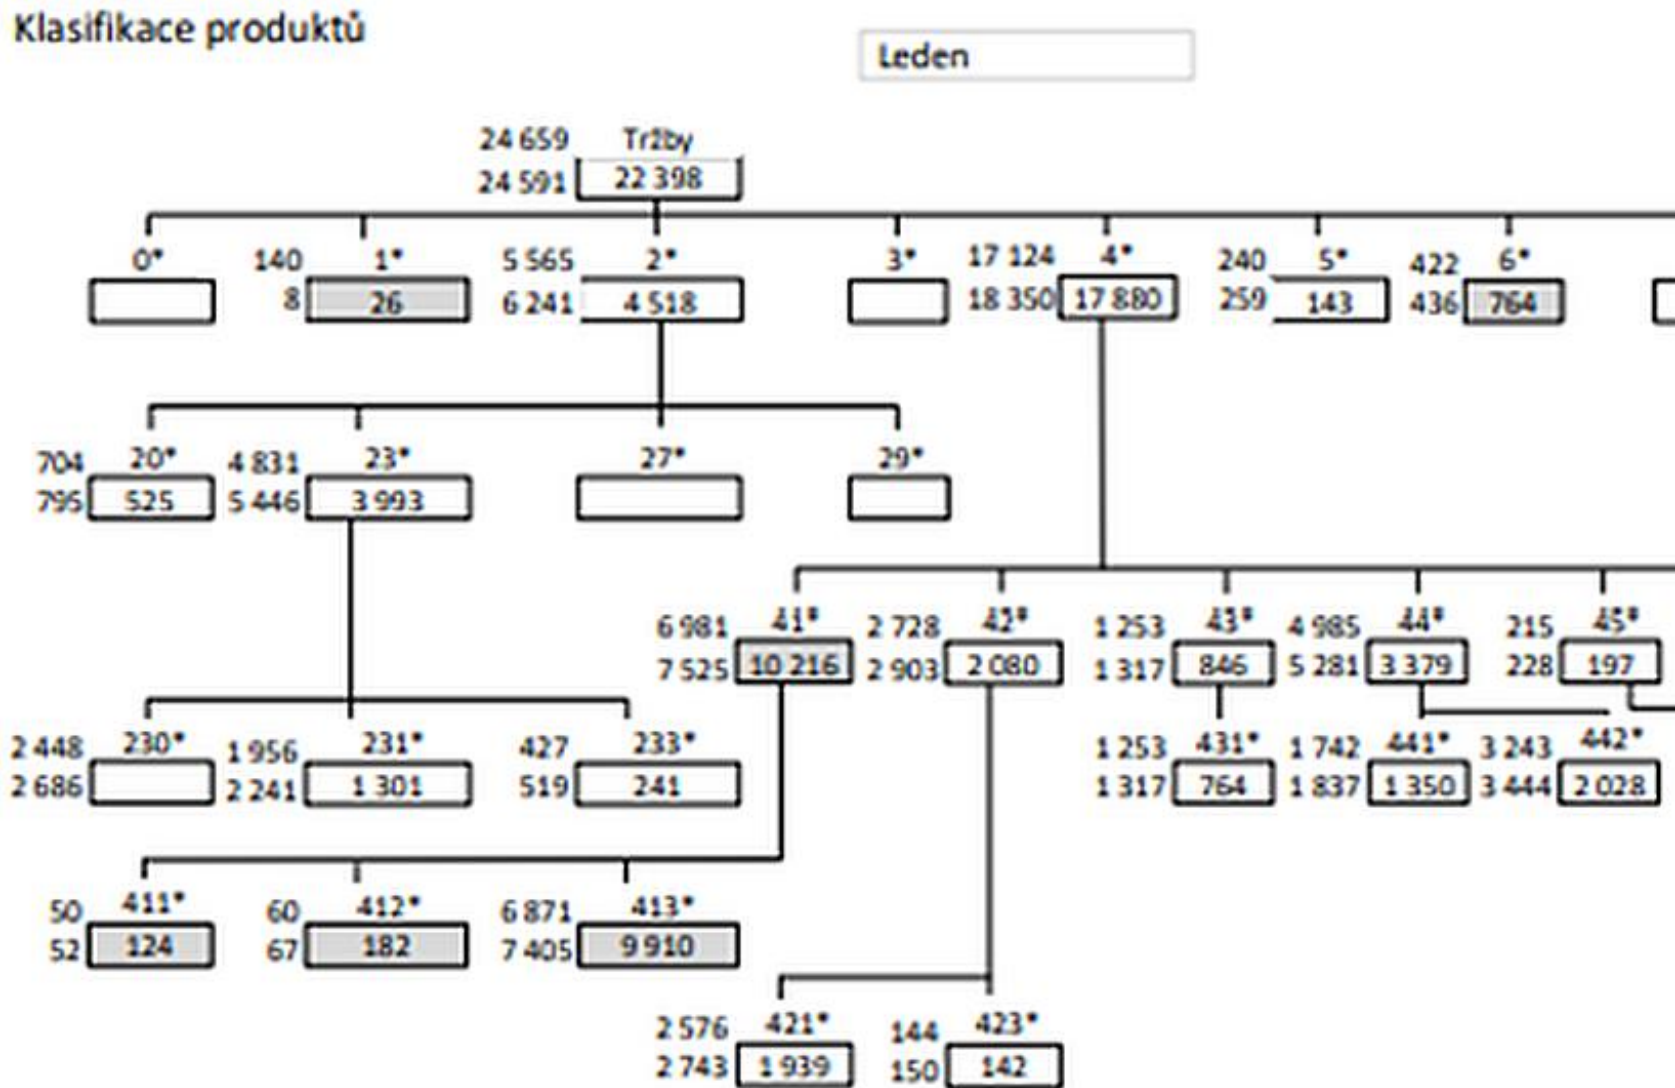 Klasifikace produktů
Leden
24 659 Tržby
24 591 22 398
0* 140 1* 5 565 2* 3* 17 124 4* 240 5* 422 6*
8 26 6 241 4 518 18 350 17 880 259 143 436 764
704 20* 4 831 23* 27* 29*
795 525 5 446 3 993
6 981 41* 2 728 42* 1 253 43* 4 985 44* 215 45*
7 525 10 216 2 903 2 080 1 317 846 5 281 3 379 228 197
2 448 230* 1 956 231* 427 233* 1 253 431* 1 742 441* 3 243 442*
2 686 2 241 1 301 519 241 1 317 764 1 837 1 350 3 444 2 028
50 411* 60 412* 6 871 413*
52 124 67 182 7 405 9 910
2 576 421* 144 423*
2 743 1 939 150 142